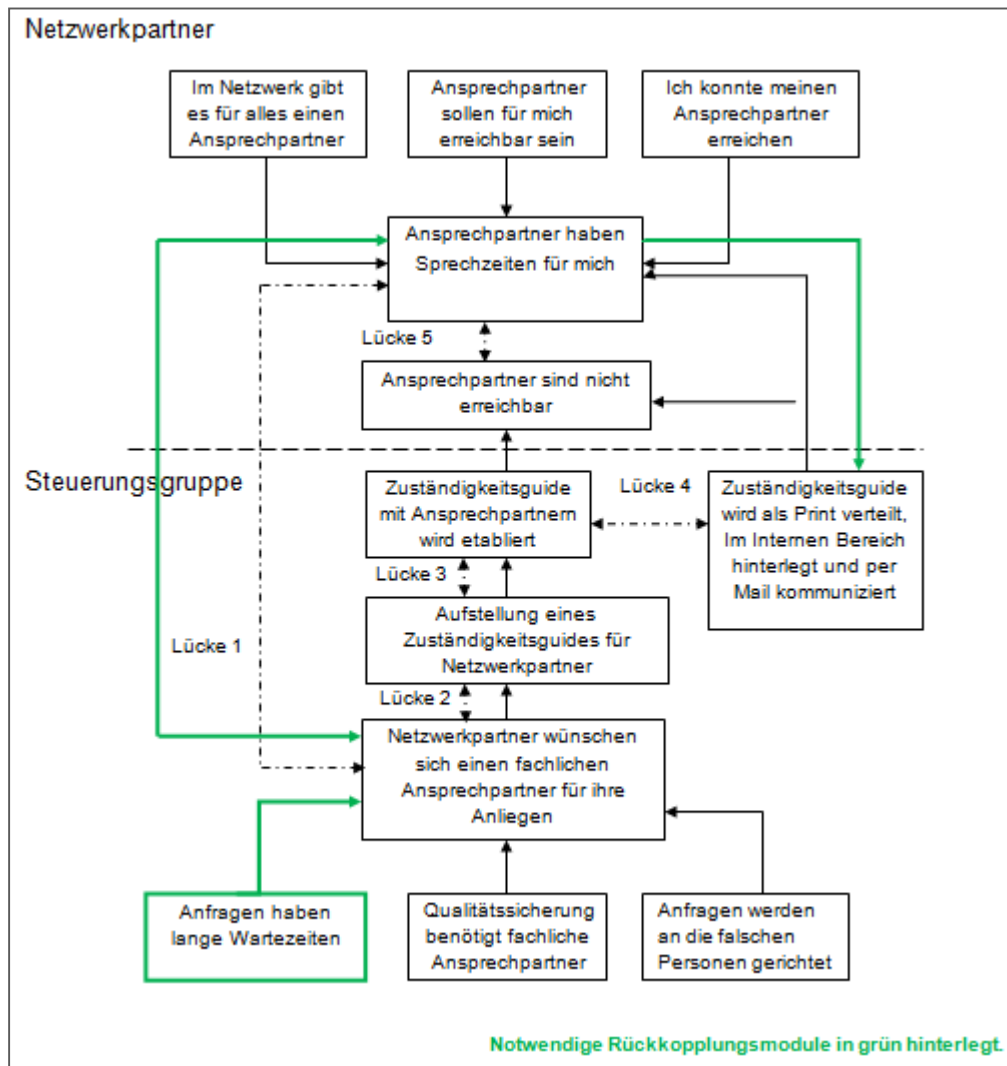 Netzwerkpartner
Im Netzwerk gibt
es für alles einen
Ansprechpartner
Ansprechpartner
sollen für mich
erreichbar sein
Ich konnte meinen
Ansprechpartner
erreichen
Ansprechpartner haben
Sprechzeiten für mich
Lücke 5
Ansprechpartner sind nicht
erreichbar
Steuerungsgruppe
Zuständigkeitsguide
mit Ansprechpartnern
wird etabliert
Lücke 4
Zuständigkeitsguide
wird als Print verteilt,
Im Internen Bereich
hinterlegt und per
Mail kommuniziert
Lücke 3
Aufstellung eines
Zuständigkeitsguides für
Netzwerkpartner
Lücke 1
Lücke 2
Netzwerkpartner wünschen
sich einen fachlichen
Ansprechpartner für ihre
Anliegen
Anfragen haben
lange Wartezeiten
Qualitätssicherung
benötigt fachliche
Ansprechpartner
Anfragen werden
an die falschen
Personen gerichtet
Notwendige Rückkopplungsmodule in grün hinterlegt.